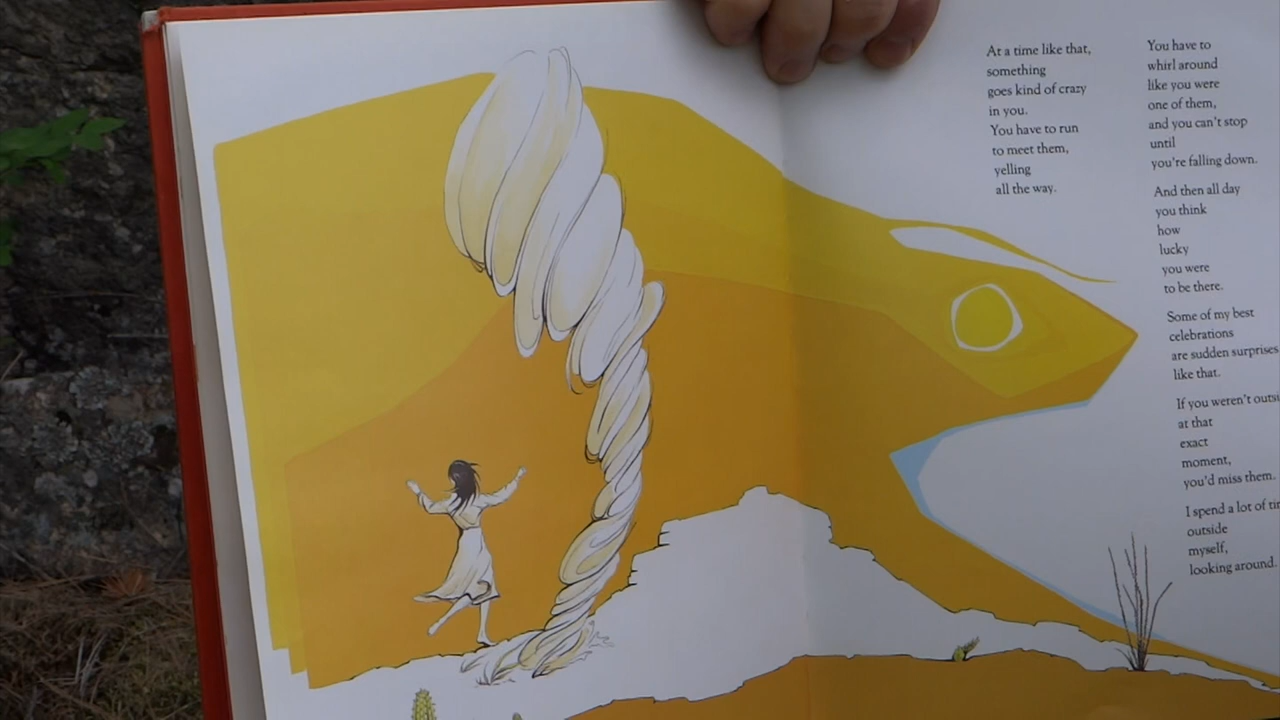 At a time like that,
something
goes kind of crazy
in you.
You have to run
to meet them,
yelling
all the way.
You have to
whirl around
like you were
one of them,
and you can't stop
until
you're falling down.
And then all day
you think
how
lucky
you were
to be there.
Some of my best
celebrations
are sudden surprises
like that.
If you weren't
at that
exact
moment,
you'd miss them.
I spend a lot of
outside
myself,
looking around.